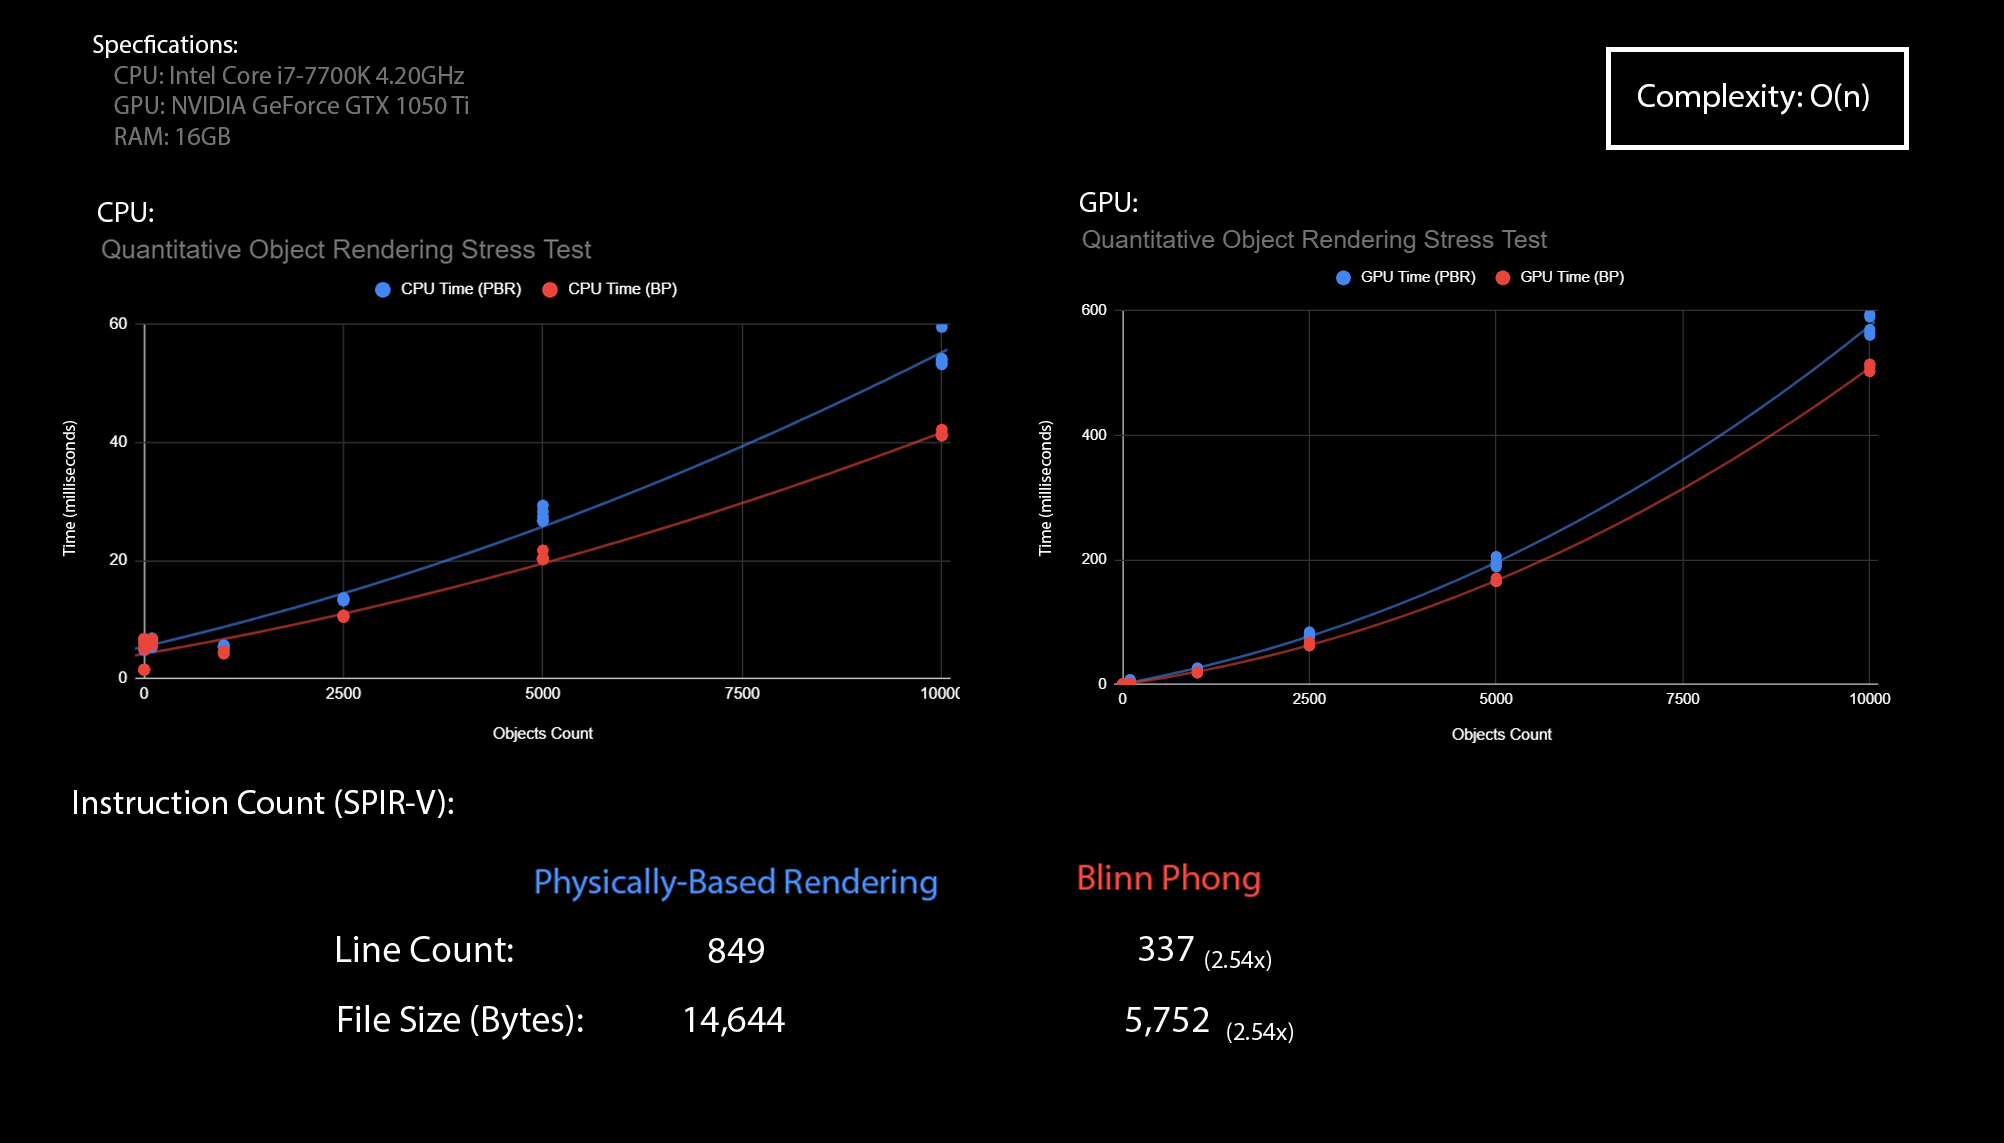 Specfications:
CPU: Intel Core i7-7700K 4.20GHz
GPU: NVIDIA GeForce GTX 1050 Ti
RAM: 16GB
Complexity: O(n)
CPU:
Quantitative Object Rendering Stress Test
CPU Time (PBR)
CPU Time (BP)
Time (milliseconds)
60
40
20
0
0
2500
5000
7500
10000
Objects Count
GPU:
Quantitative Object Rendering Stress Test
GPU Time (PBR)
GPU Time (BP)
Time (milliseconds)
600
400
200
0
0
2500
5000
7500
10000
Objects Count
Instruction Count (SPIR-V):
Physically-Based Rendering
Blinn Phong
Line Count:
849
337 (2.54x)
File Size (Bytes):
14,644
5,752 (2.54x)